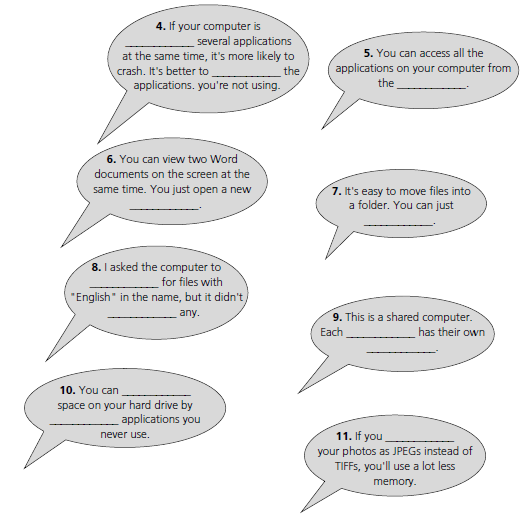 4. If your computer is
____________ several applications
at the same time, it's more likely to
crash. It's better to ____________ the
applications. you're not using.
5. You can access all the
applications on your computer from
the ____________.
6. You can view two Word
documents on the screen at the
same time. You just open a new
____________.
7. It's easy to move files into
a folder. You can just
____________.
8. I asked the computer to
____________ for files with
"English" in the name, but it didn't
____________ any.
9. This is a shared computer.
Each ____________ has their own
____________.
10. You can ____________
space on your hard drive by
____________ applications you
never use.
11. If you ____________
your photos as JPEGs instead of
TIFFs, you'll use a lot less
memory.